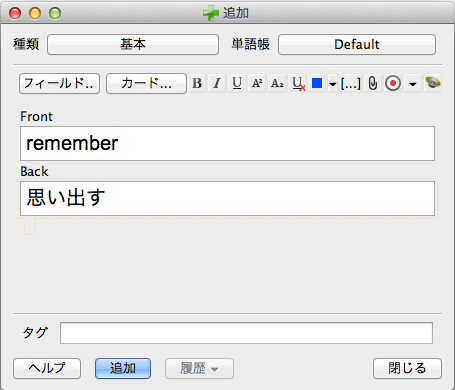 追加
種類 基本 単語帳 Default
フィールド.. カード... B I U A² A₂ U [...]
Front
remember
Back
思い出す
タグ
ヘルプ 追加 履歴 閉じる